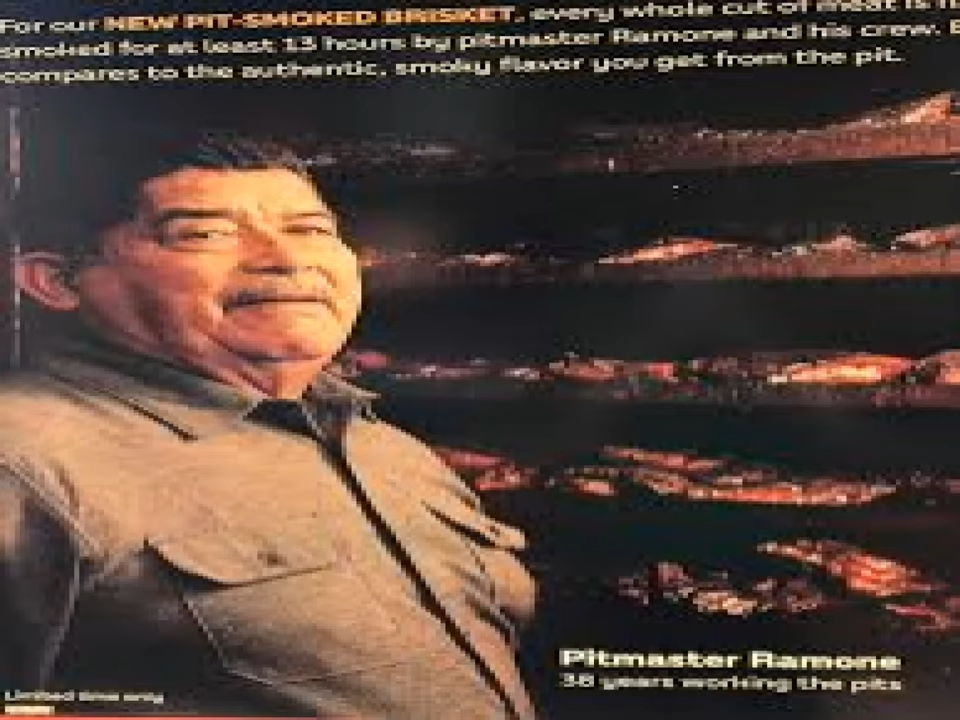 For our NEW PIT-SMOKED BRISKET, every whole cut of meat is
smoked for at least 13 hours by pitmaster Ramone and his crew.
compares to the authentic, smoky flavor you get from the pit.
Pitmaster Ramone
38 years working the pits
Limited time only